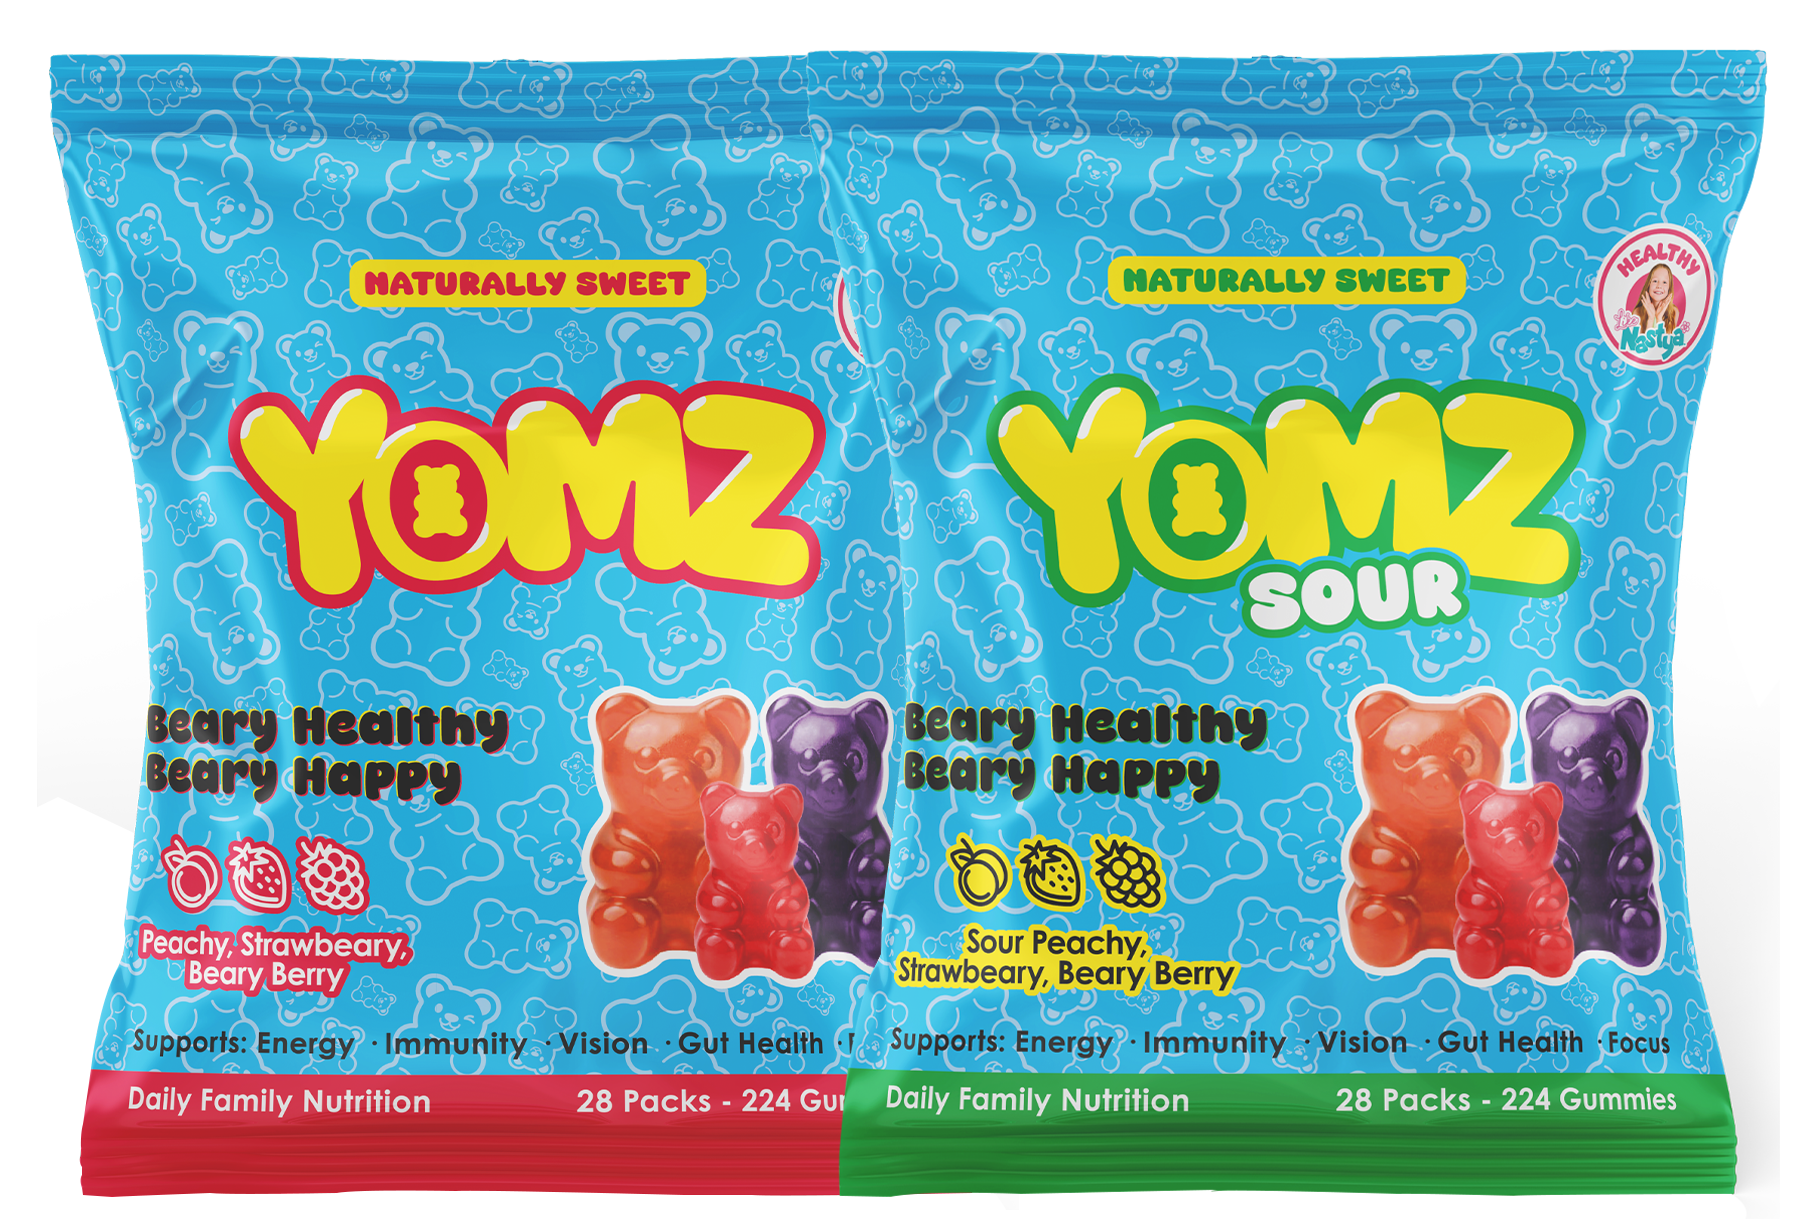 NATURALLY SWEET
YOMZ
Beary Healthy
Beary Happy
Peachy, Strawbeary,
Beary Berry
Supports: Energy · Immunity · Vision · Gut Health ·
Daily Family Nutrition
28 Packs - 224
NATURALLY SWEET
HEALTHY
Like
Nastya
YOMZ
SOUR
Beary Healthy
Beary Happy
Sour Peachy,
Strawbeary, Beary Berry
Supports: Energy · Immunity · Vision · Gut Health · Focus
Daily Family Nutrition
28 Packs - 224 Gummies